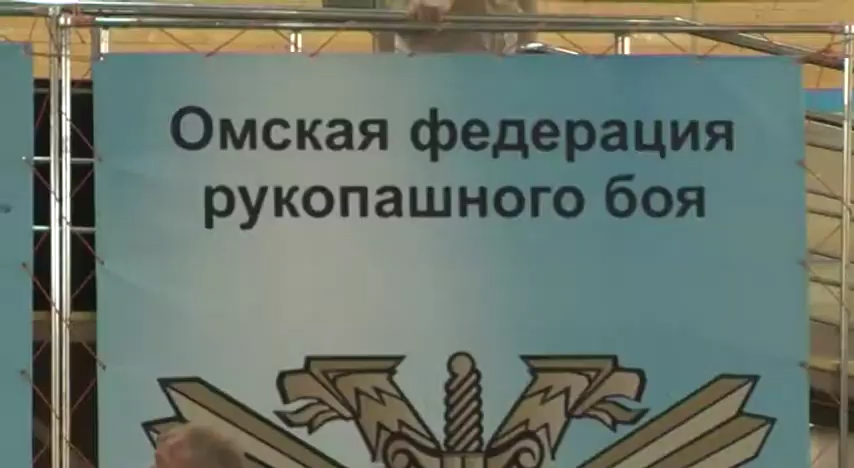 Омская федерация
рукопашного боя